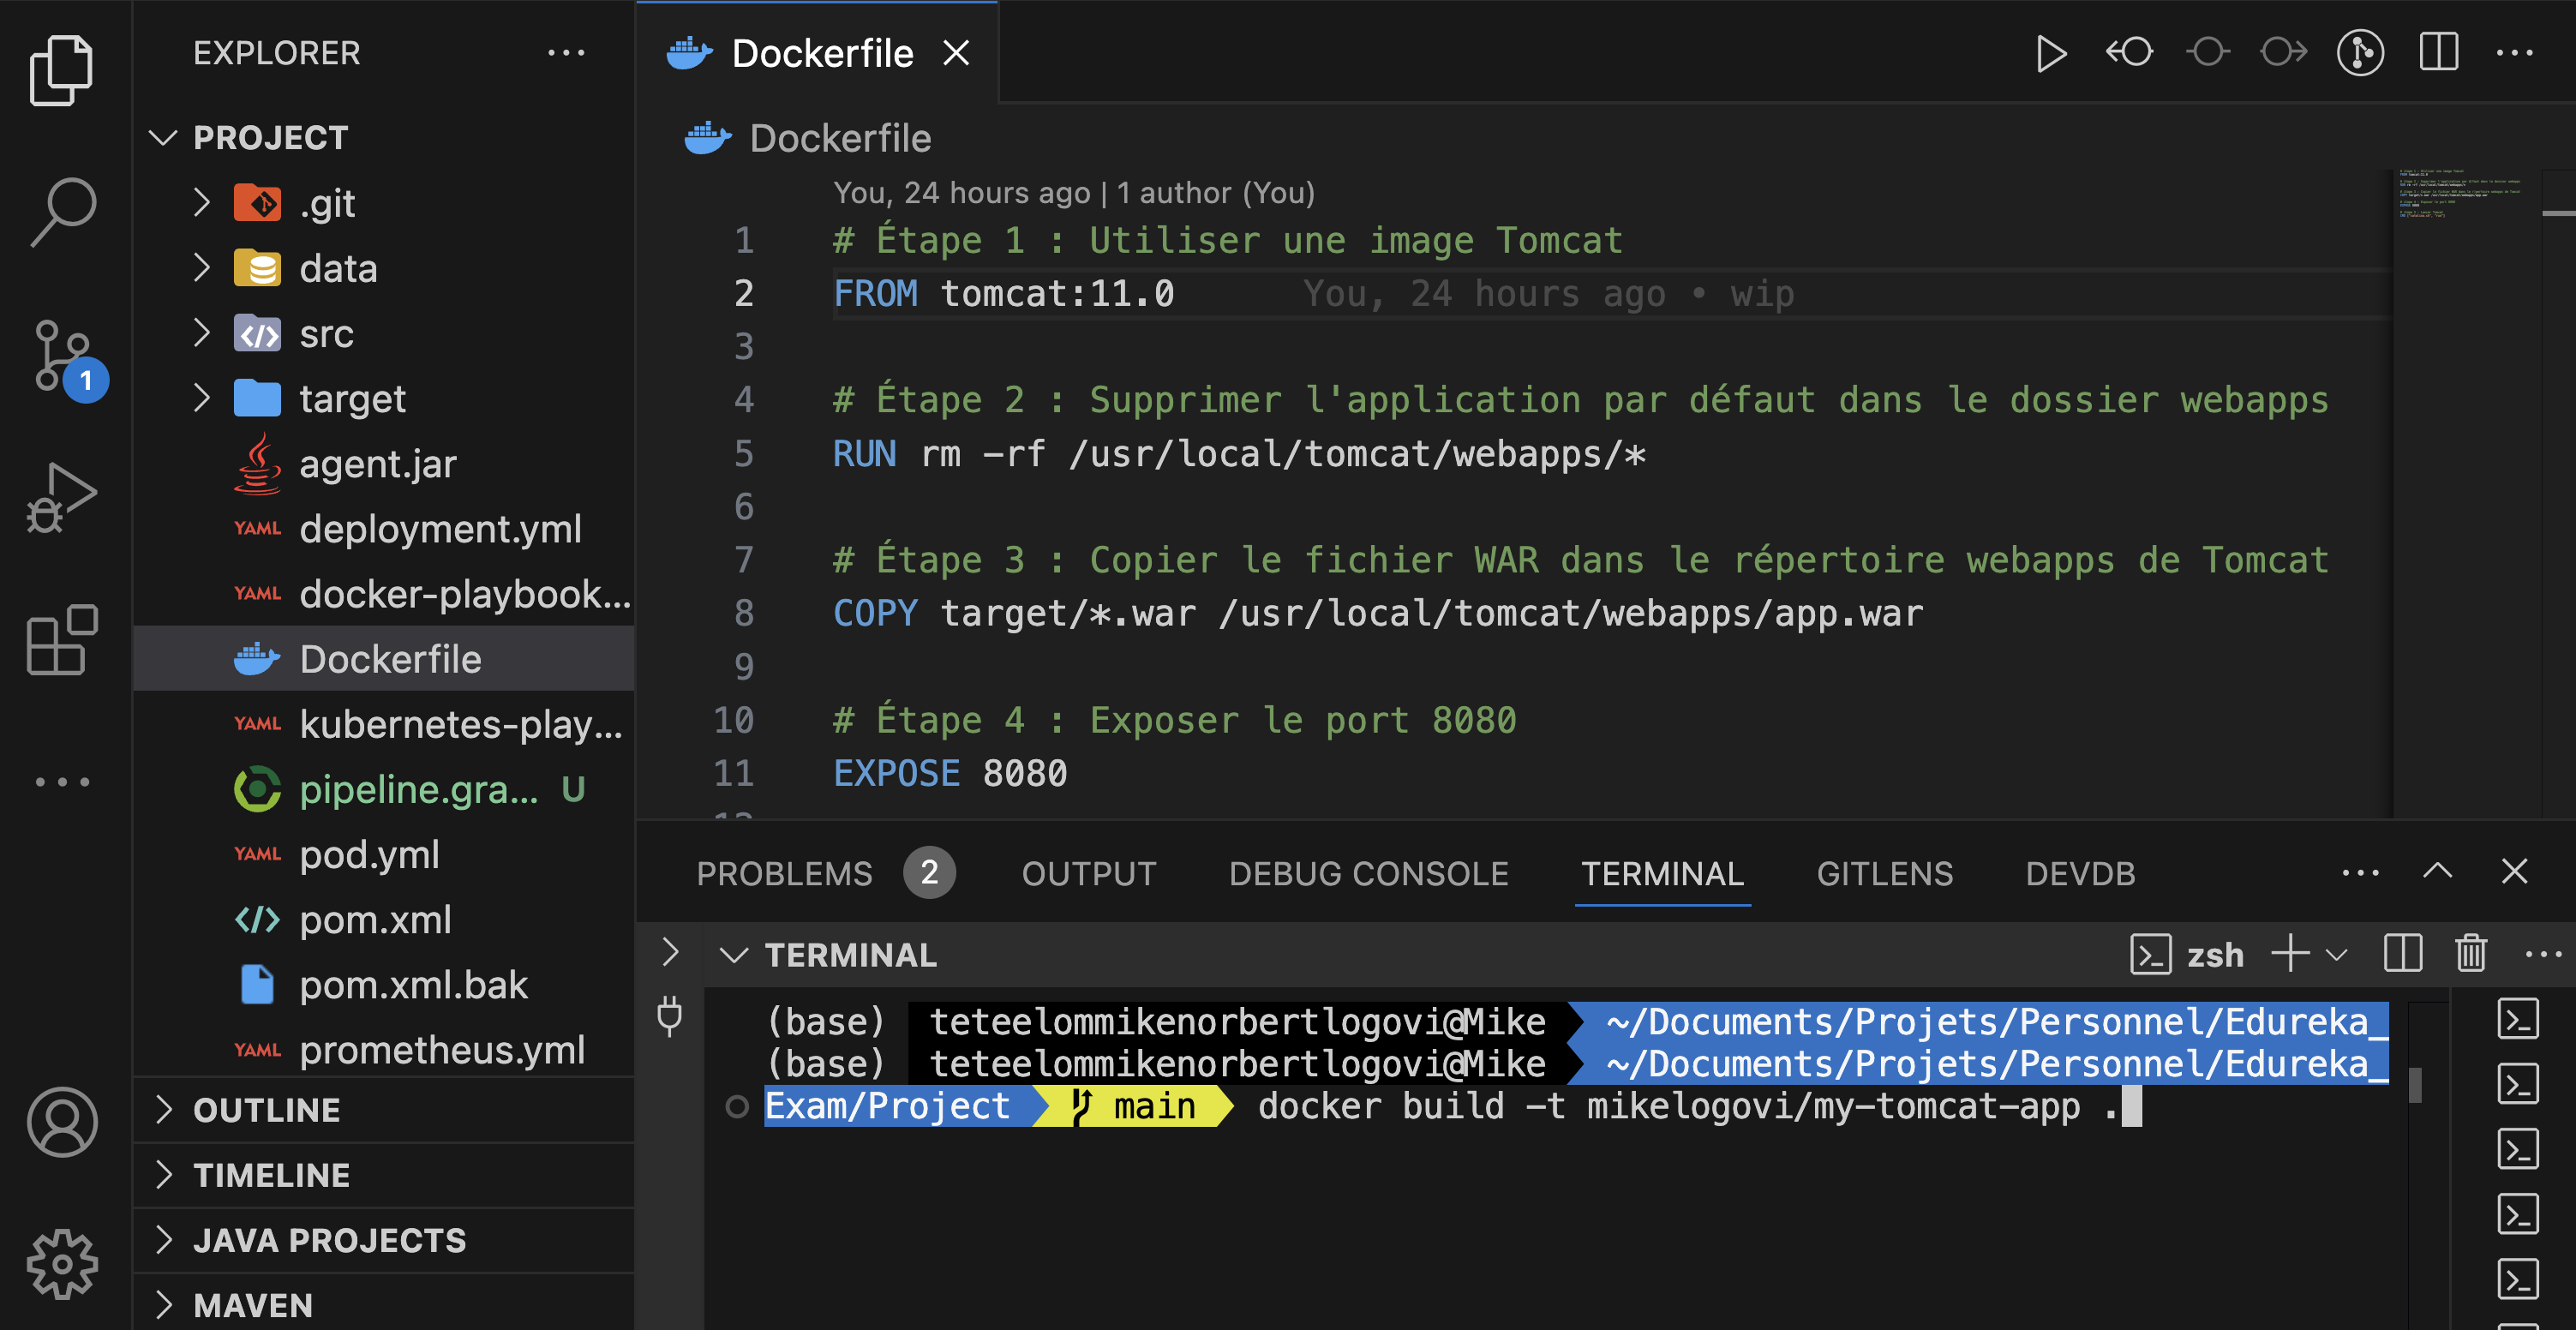 EXPLORER
PROJECT
.git
data
src
target
agent.jar
YAML deployment.yml
YAML docker-playbook...
Dockerfile
YAML kubernetes-play...
pipeline.gra... U
YAML pod.yml
pom.xml
pom.xml.bak
YAML prometheus.yml
OUTLINE
TIMELINE
JAVA PROJECTS
MAVEN
1
Dockerfile
Dockerfile
You, 24 hours ago | 1 author (You)
1 # Étape 1 : Utiliser une image Tomcat
2 FROM tomcat:11.0 You, 24 hours ago • wip
3
4 # Étape 2 : Supprimer l'application par défaut dans le dossier webapps
5 RUN rm -rf /usr/local/tomcat/webapps/*
6
7 # Étape 3 : Copier le fichier WAR dans le répertoire webapps de Tomcat
8 COPY target/*.war /usr/local/tomcat/webapps/app.war
9
10 # Étape 4 : Exposer le port 8080
11 EXPOSE 8080
PROBLEMS 2 OUTPUT DEBUG CONSOLE TERMINAL GITLENS DEVDB
TERMINAL zsh
(base) teteelommikenorbertlogovi@Mike ~/Documents/Projets/Personnel/Edureka_
(base) teteelommikenorbertlogovi@Mike ~/Documents/Projets/Personnel/Edureka_
Exam/Project main docker build -t mikelogovi/my-tomcat-app .